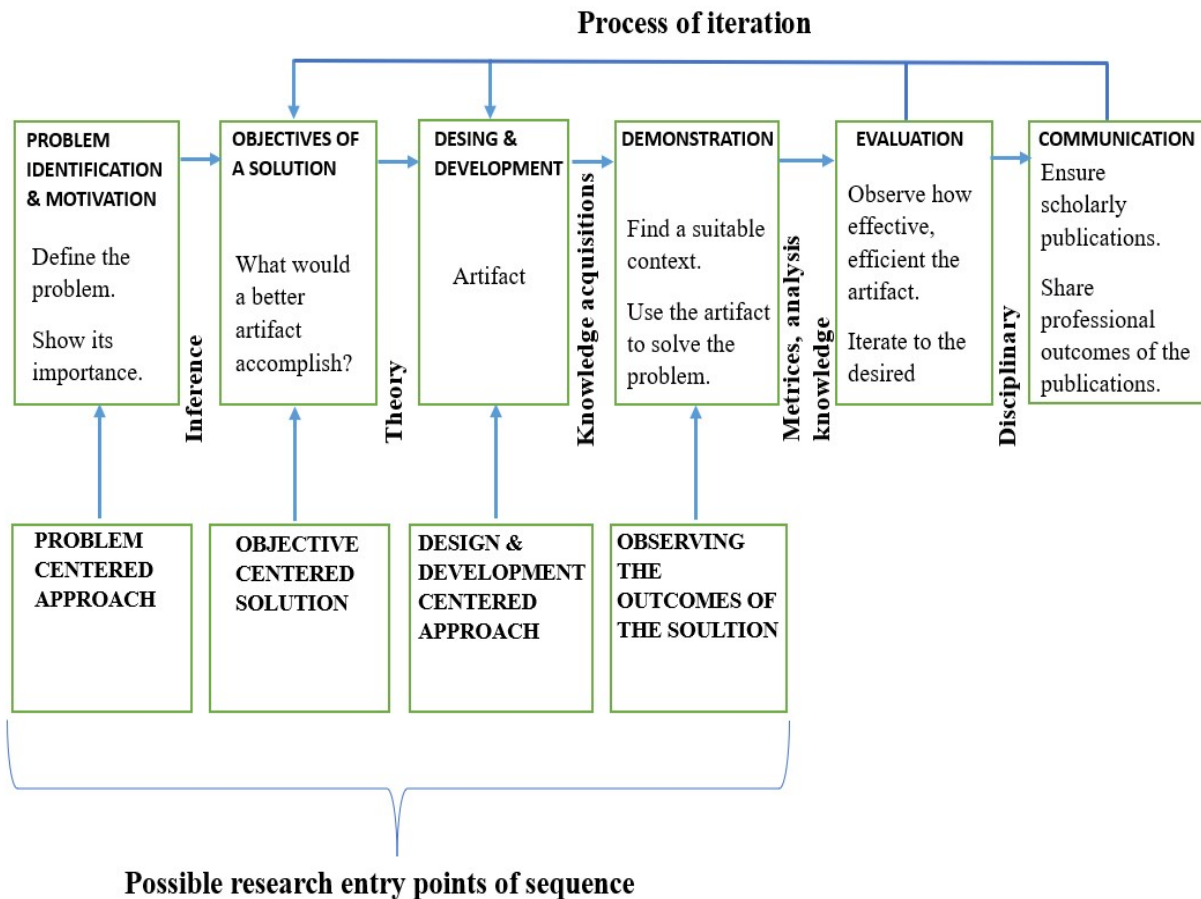 Process of iteration
PROBLEM
IDENTIFICATION
& MOTIVATION
Define the
problem.
Show its
importance.
Inference
OBJECTIVES OF
A SOLUTION
What would
a better
artifact
accomplish?
Theory
DESING &
DEVELOPMENT
Artifact
Knowledge acquisitions
DEMONSTRATION
Find a suitable
context.
Use the artifact
to solve the
problem.
Metrices, analysis
knowledge
EVALUATION
Observe how
effective,
efficient the
artifact.
Iterate to the
desired
Disciplinary
COMMUNICATION
Ensure
scholarly
publications.
Share
professional
outcomes of the
publications.
PROBLEM
CENTERED
APPROACH
OBJECTIVE
CENTERED
SOLUTION
DESIGN &
DEVELOPMENT
CENTERED
APPROACH
OBSERVING
THE
OUTCOMES OF
THE SOULTION
Possible research entry points of sequence